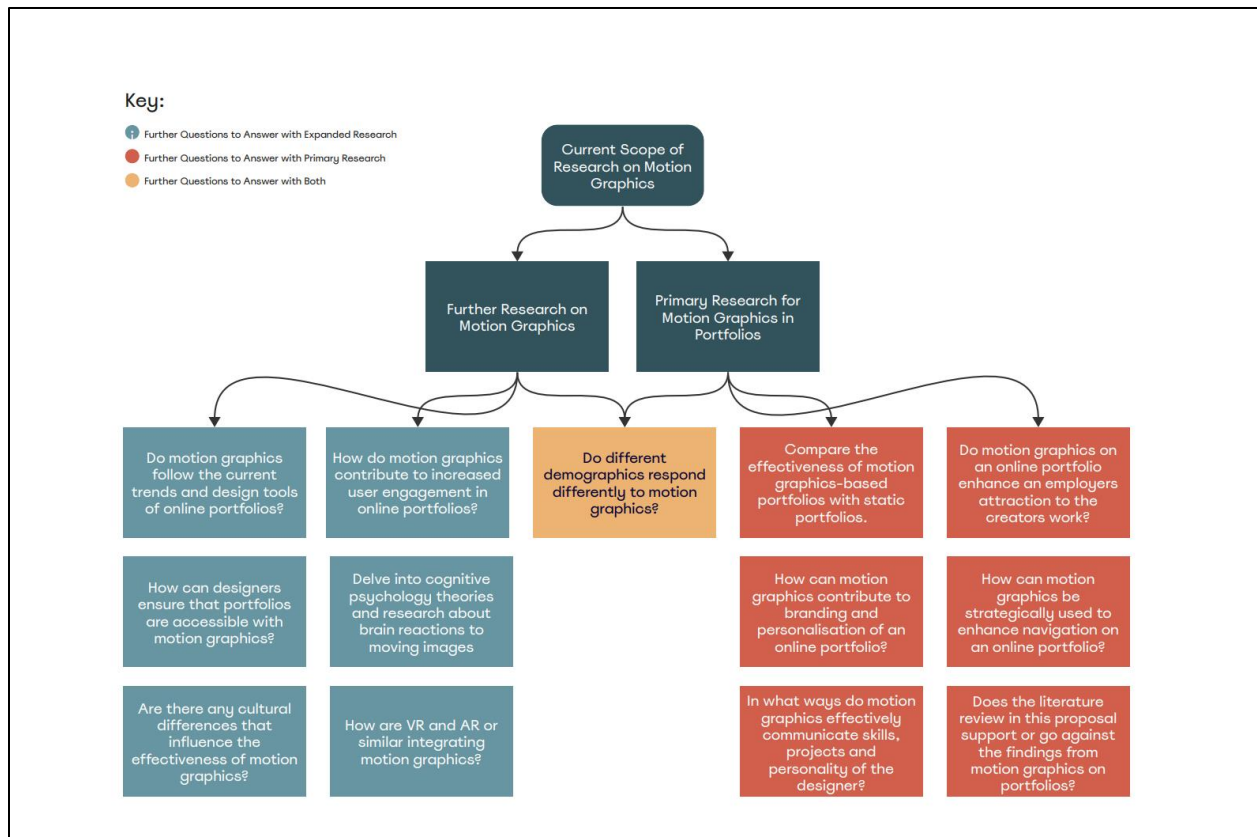 Key:
Further Questions to Answer with Expanded Research
Further Questions to Answer with Primary Research
Further Questions to Answer with Both
Current Scope of
Research on Motion
Graphics
Further Research on
Motion Graphics
Primary Research for
Motion Graphics in
Portfolios
Do motion graphics
follow the current
trends and design tools
of online portfolios?
How do motion graphics
contribute to increased
user engagement in
online portfolios?
Do different
demographics respond
differently to motion
graphics?
Compare the
effectiveness of motion
graphics-based
portfolios with static
portfolios.
Do motion graphics on
an online portfolio
enhance an employers
attraction to the
creators work?
How can designers
ensure that portfolios
are accessible with
motion graphics?
Delve into cognitive
psychology theories
and research about
brain reactions to
moving images
How can motion
graphics contribute to
branding and
personalisation of an
online portfolio?
How can motion
graphics be
strategically used to
enhance navigation on
an online portfolio?
Are there any cultural
differences that
influence the
effectiveness of motion
graphics?
How are VR and AR or
similar integrating
motion graphics?
In what ways do motion
graphics effectively
communicate skills,
projects and
personality of the
designer?
Does the literature
review in this proposal
support or go against
the findings from
motion graphics on
portfolios?